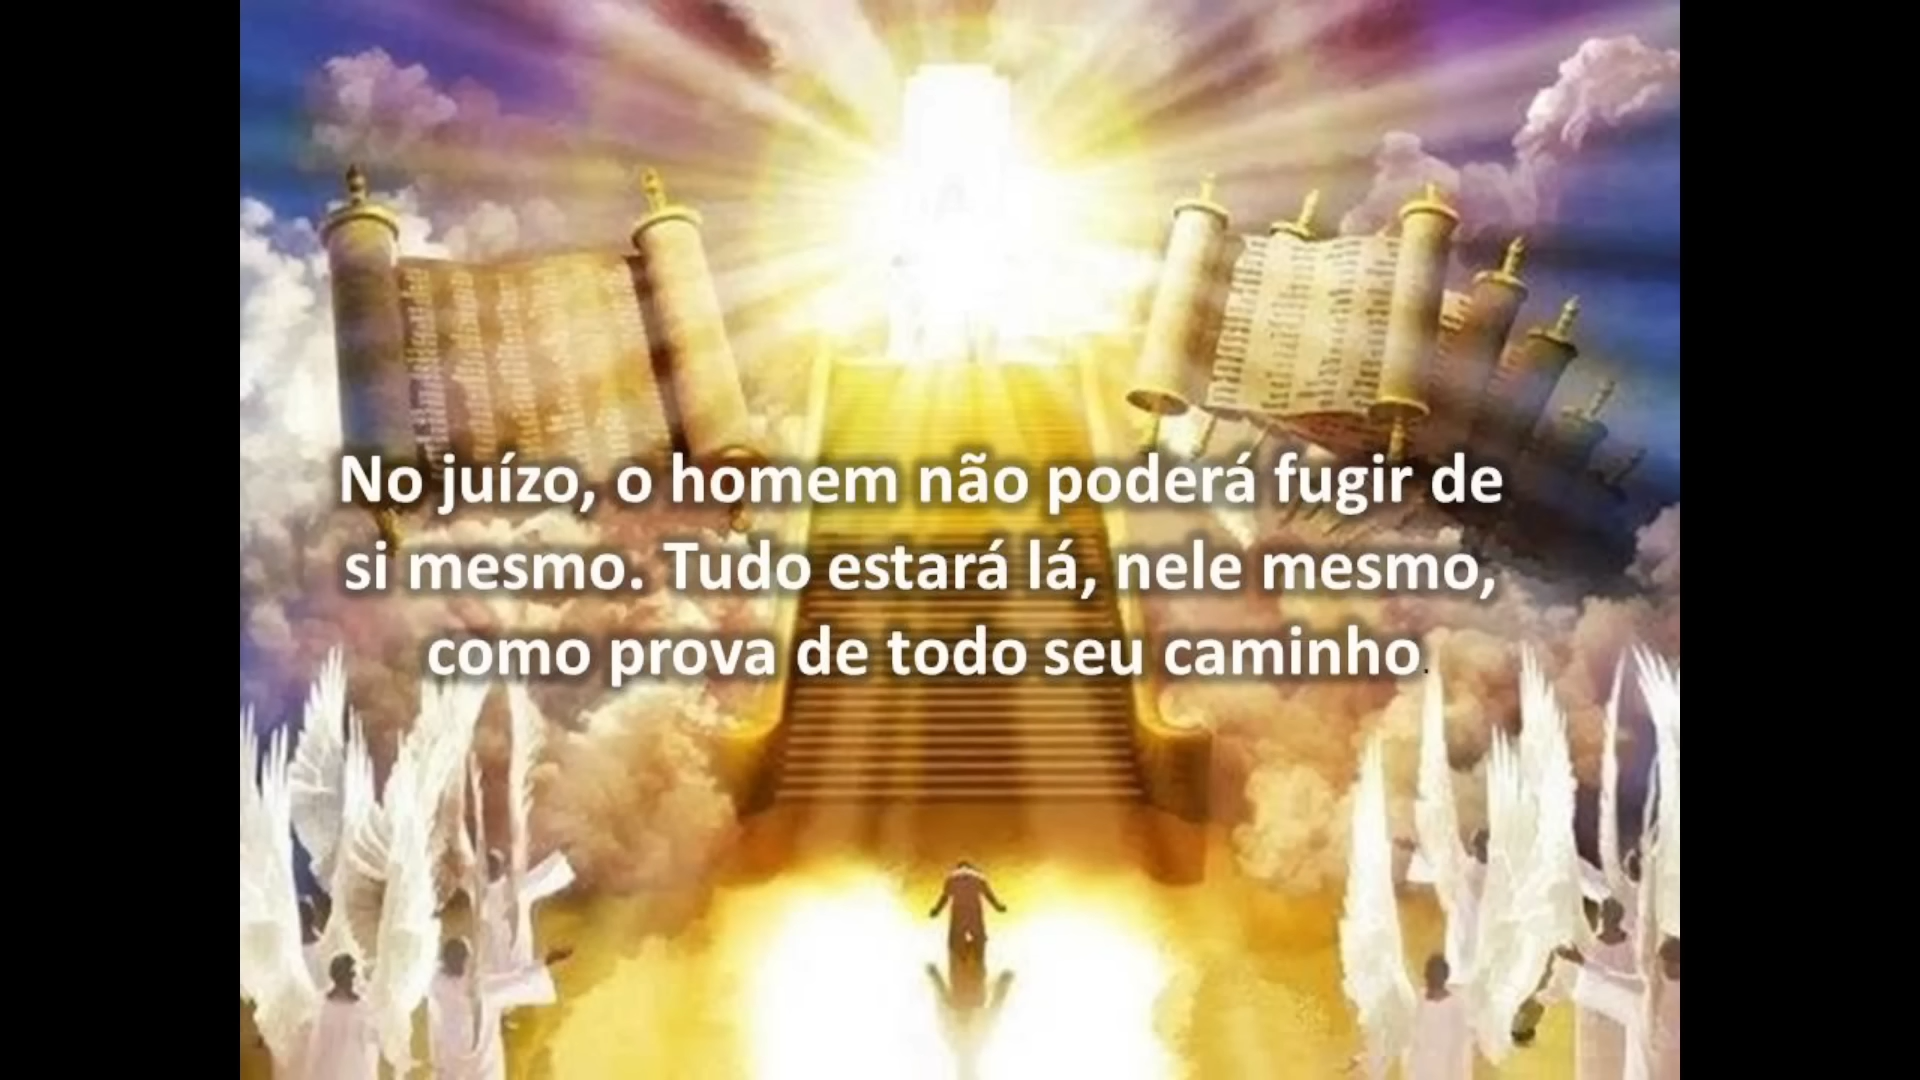 No juízo, o homem não poderá fugir de
si mesmo. Tudo estará lá, nele mesmo,
como prova de todo seu caminho.